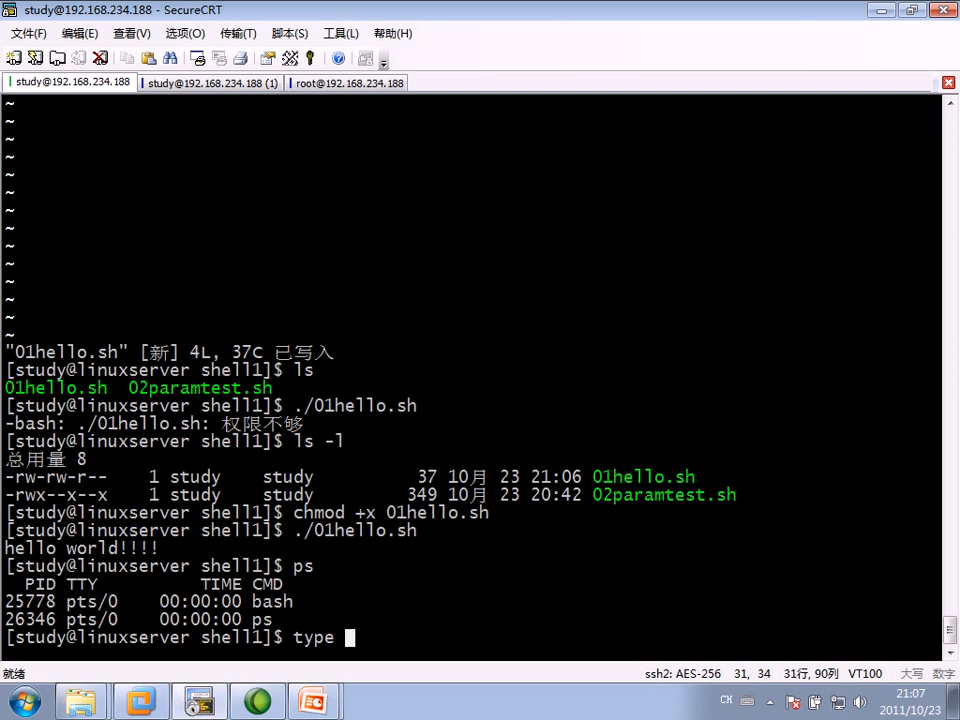 study@192.168.234.188 - SecureCRT
文件(F) 编辑(E) 查看(V) 选项(O) 传输(T) 脚本(S) 工具(L) 帮助(H)
study@192.168.234.188 study@192.168.234.188 (1) root@192.168.234.188
~
~
~
~
~
~
~
~
~
~
~
~
~
~
"01hello.sh" [新] 4L, 37C 已写入
[study@linuxserver shell1]$ ls
01hello.sh  02paramtest.sh
[study@linuxserver shell1]$ ./01hello.sh
-bash: ./01hello.sh: 权限不够
[study@linuxserver shell1]$ ls -l
总用量 8
-rw-rw-r-- 1 study study 37 10月 23 21:06 01hello.sh
-rwx--x--x 1 study study 349 10月 23 20:42 02paramtest.sh
[study@linuxserver shell1]$ chmod +x 01hello.sh
[study@linuxserver shell1]$ ./01hello.sh
hello world!!!!
[study@linuxserver shell1]$ ps
PID TTY TIME CMD
25778 pts/0 00:00:00 bash
26346 pts/0 00:00:00 ps
[study@linuxserver shell1]$ type
就绪 ssh2: AES-256 31, 34 31行, 90列 VT100 大写 数字
CH 21:07
2011/10/23